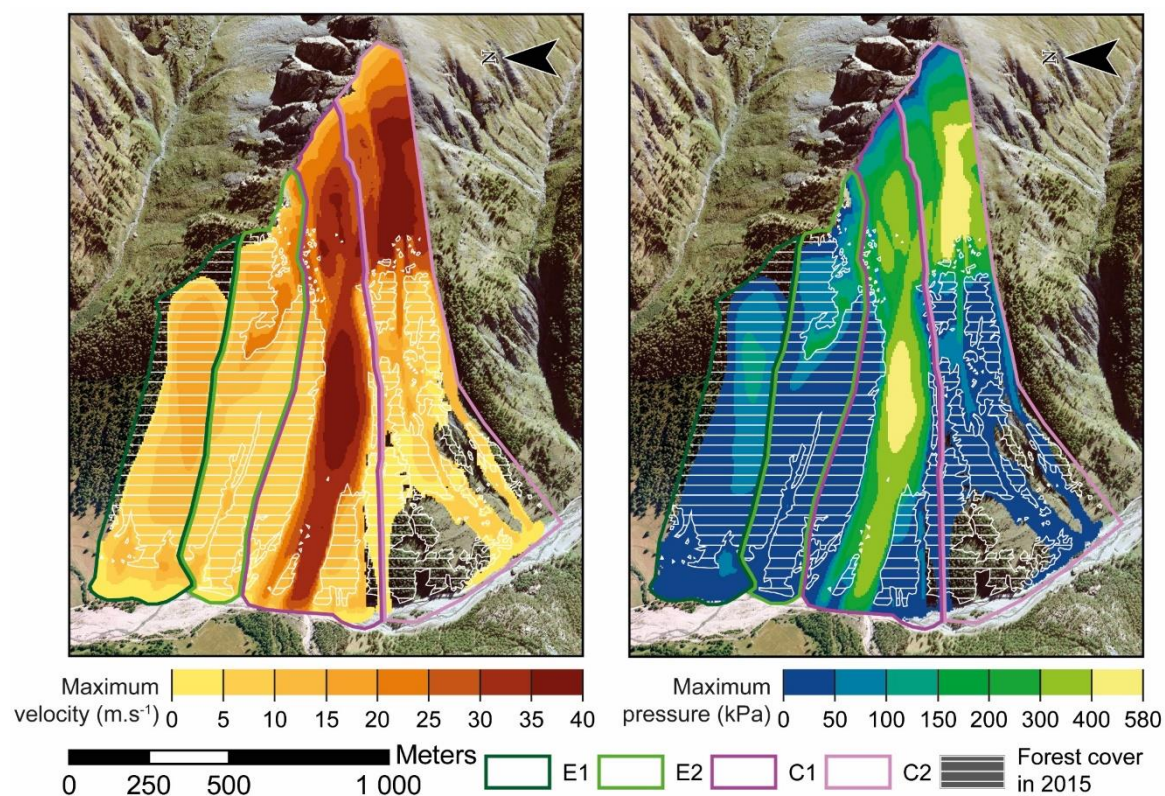 N
N
Maximum
velocity (m.s⁻¹)
0 5 10 15 20 25 30 35 40
Maximum
pressure (kPa)
0 50 100 150 200 300 400 580
Meters
0 250 500 1 000
E1
E2
C1
C2
Forest cover
in 2015